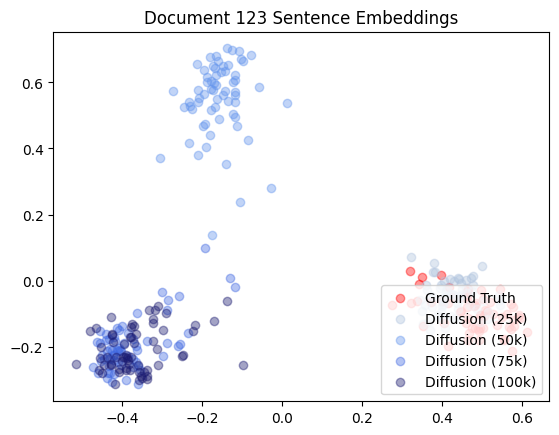 Document 123 Sentence Embeddings
0.6
0.4
0.2
0.0
−0.2
−0.4
−0.2
0.0
0.2
0.4
0.6
Ground Truth
Diffusion (25k)
Diffusion (50k)
Diffusion (75k)
Diffusion (100k)